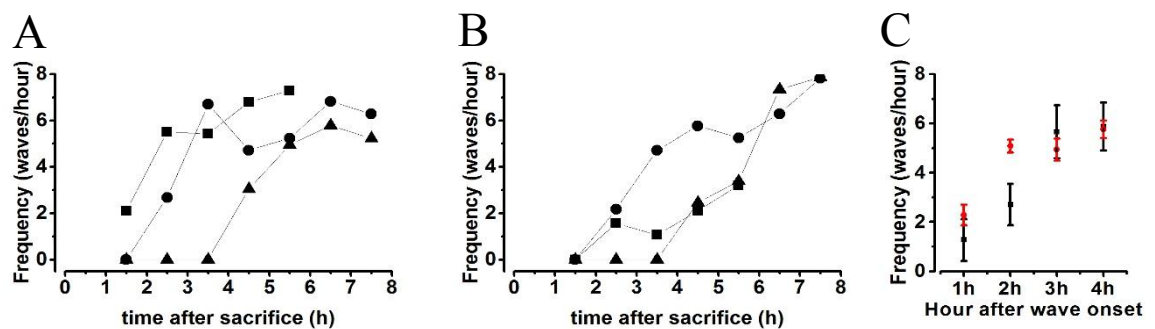 A
Frequency (waves/hour)
8
6
4
2
0
0 1 2 3 4 5 6 7 8
time after sacrifice (h)
B
Frequency (waves/hour)
8
6
4
2
0
0 1 2 3 4 5 6 7 8
time after sacrifice (h)
C
Frequency (waves/hour)
8
6
4
2
0
1h 2h 3h 4h
Hour after wave onset